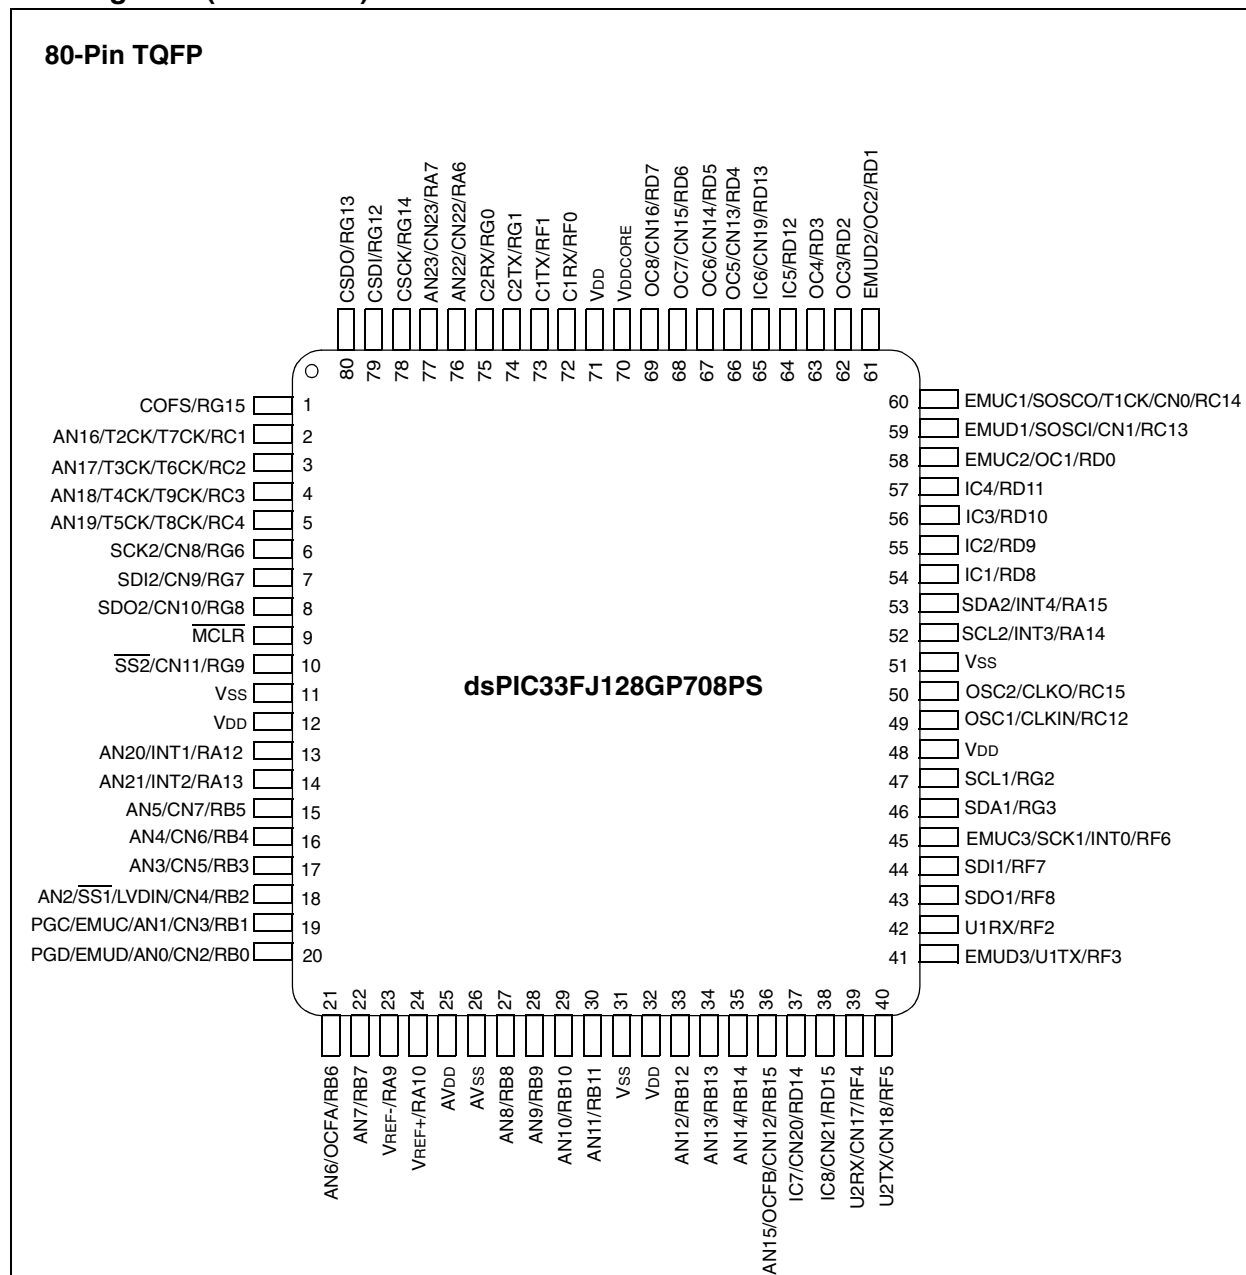 80-Pin TQFP
CSDO/RG13
CSDI/RG12
CSCK/RG14
AN23/CN23/RA7
AN22/CN22/RA6
C2RX/RG0
C2TX/RG1
C1TX/RF1
C1RX/RF0
VDD
VDDCORE
OC8/CN16/RD7
OC7/CN15/RD6
OC6/CN14/RD5
OC5/CN13/RD4
IC6/CN19/RD13
IC5/RD12
OC4/RD3
OC3/RD2
EMUD2/OC2/RD1
80 79 78 77 76 75 74 73 72 71 70 69 68 67 66 65 64 63 62 61
COFS/RG15 1
AN16/T2CK/T7CK/RC1 2
AN17/T3CK/T6CK/RC2 3
AN18/T4CK/T9CK/RC3 4
AN19/T5CK/T8CK/RC4 5
SCK2/CN8/RG6 6
SDI2/CN9/RG7 7
SDO2/CN10/RG8 8
MCLR 9
SS2/CN11/RG9 10
VSS 11
VDD 12
AN20/INT1/RA12 13
AN21/INT2/RA13 14
AN5/CN7/RB5 15
AN4/CN6/RB4 16
AN3/CN5/RB3 17
AN2/SS1/LVDIN/CN4/RB2 18
PGC/EMUC/AN1/CN3/RB1 19
PGD/EMUD/AN0/CN2/RB0 20
dsPIC33FJ128GP708PS
60 EMUC1/SOSCO/T1CK/CN0/RC14
59 EMUD1/SOSCI/CN1/RC13
58 EMUC2/OC1/RD0
57 IC4/RD11
56 IC3/RD10
55 IC2/RD9
54 IC1/RD8
53 SDA2/INT4/RA15
52 SCL2/INT3/RA14
51 VSS
50 OSC2/CLKO/RC15
49 OSC1/CLKIN/RC12
48 VDD
47 SCL1/RG2
46 SDA1/RG3
45 EMUC3/SCK1/INT0/RF6
44 SDI1/RF7
43 SDO1/RF8
42 U1RX/RF2
41 EMUD3/U1TX/RF3
21 22 23 24 25 26 27 28 29 30 31 32 33 34 35 36 37 38 39 40
AN6/OCFA/RB6
AN7/RB7
VREF-/RA9
VREF+/RA10
AVDD
AVSS
AN8/RB8
AN9/RB9
AN10/RB10
AN11/RB11
VSS
VDD
AN12/RB12
AN13/RB13
AN14/RB14
AN15/OCFB/CN12/RB15
IC7/CN20/RD14
IC8/CN21/RD15
U2RX/CN17/RF4
U2TX/CN18/RF5